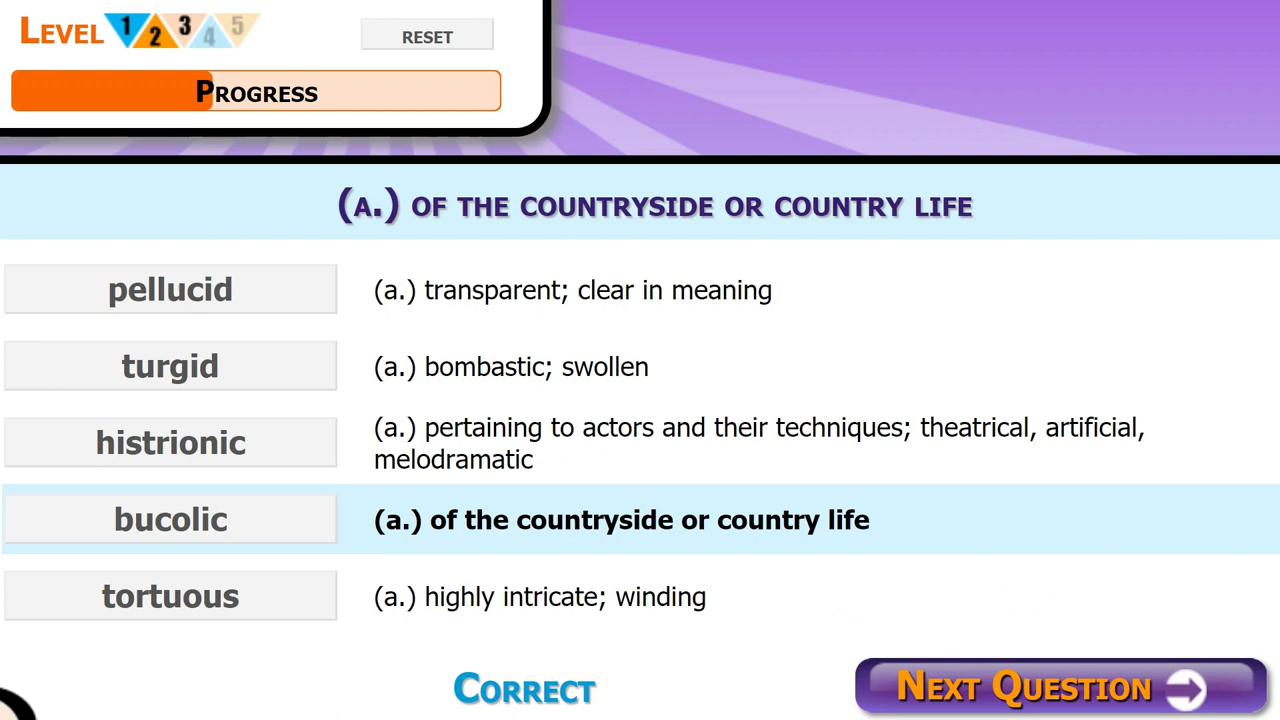 LEVEL 1 2 3 4 5
RESET
PROGRESS
(A.) OF THE COUNTRYSIDE OR COUNTRY LIFE
pellucid (a.) transparent; clear in meaning
turgid (a.) bombastic; swollen
histrionic (a.) pertaining to actors and their techniques; theatrical, artificial,
melodramatic
bucolic (a.) of the countryside or country life
tortuous (a.) highly intricate; winding
CORRECT
NEXT QUESTION